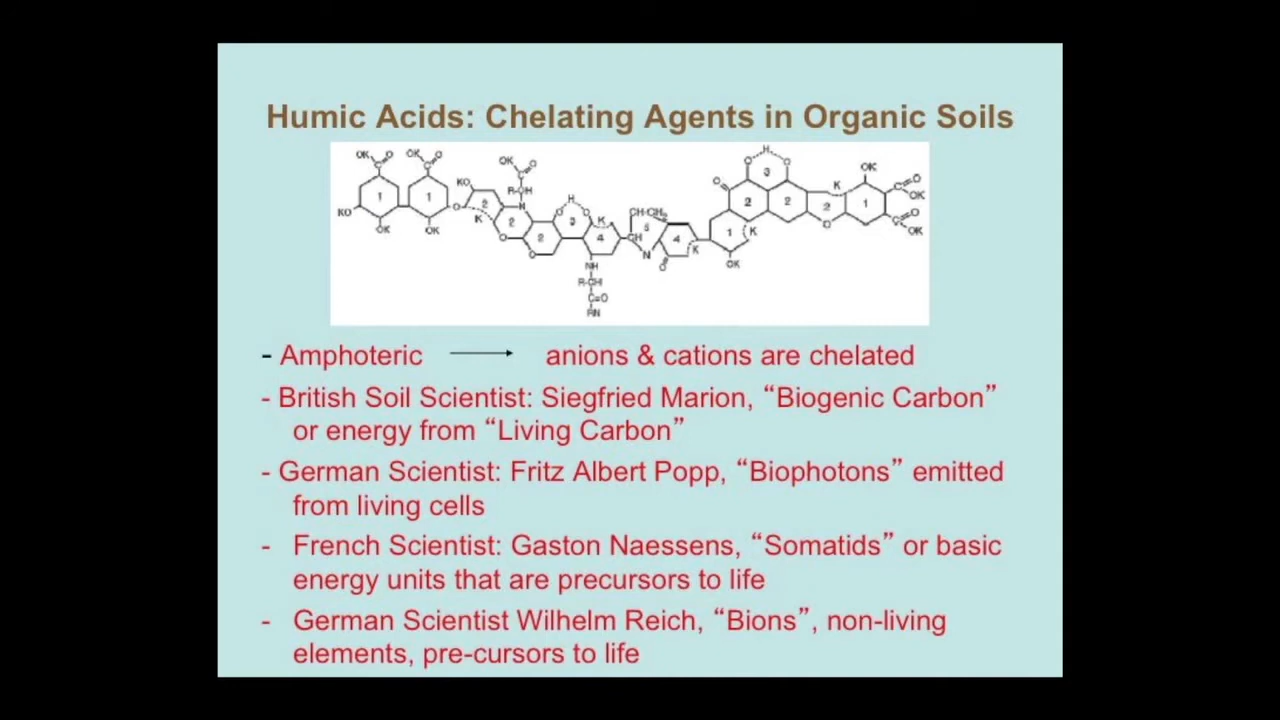 Humic Acids: Chelating Agents in Organic Soils
- Amphoteric → anions & cations are chelated
- British Soil Scientist: Siegfried Marion, “Biogenic Carbon”
or energy from “Living Carbon”
- German Scientist: Fritz Albert Popp, “Biophotons” emitted
from living cells
- French Scientist: Gaston Naessens, “Somatids” or basic
energy units that are precursors to life
- German Scientist Wilhelm Reich, “Bions”, non-living
elements, pre-cursors to life